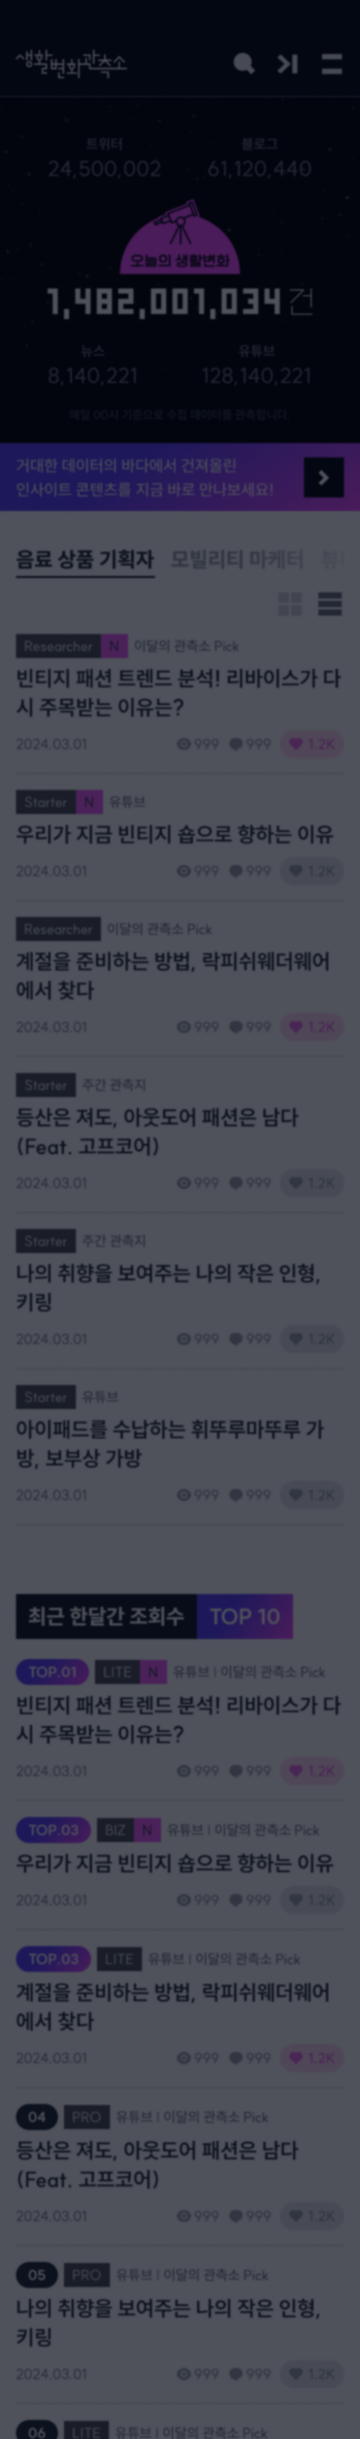 생활변화관측소
트위터 블로그
24,500,002 61,120,440
오늘의 생활변화
1,482,001,034 건
뉴스 유튜브
8,140,221 128,140,221
매일 00시 기준으로 수집 데이터를 관측합니다.
거대한 데이터의 바다에서 건져올린
인사이트 콘텐츠를 지금 바로 만나보세요!
음료 상품 기획자 모빌리티 마케터
Researcher N 이달의 관측소 Pick
빈티지 패션 트렌드 분석! 리바이스가 다
시 주목받는 이유는?
2024.03.01 999 999 1.2K
Starter N 유튜브
우리가 지금 빈티지 숍으로 향하는 이유
2024.03.01 999 999 1.2K
Researcher 이달의 관측소 Pick
계절을 준비하는 방법, 락피쉬웨더웨어
에서 찾다
2024.03.01 999 999 1.2K
Starter 주간 관측지
등산은 져도, 아웃도어 패션은 남다
(Feat. 고프코어)
2024.03.01 999 999 1.2K
Starter 주간 관측지
나의 취향을 보여주는 나의 작은 인형,
키링
2024.03.01 999 999 1.2K
Starter 유튜브
아이패드를 수납하는 휘뚜루마뚜루 가
방, 보부상 가방
2024.03.01 999 999 1.2K
최근 한달간 조회수 TOP 10
TOP.01 LITE N 유튜브 | 이달의 관측소 Pick
빈티지 패션 트렌드 분석! 리바이스가 다
시 주목받는 이유는?
2024.03.01 999 999 1.2K
TOP.03 BIZ N 유튜브 | 이달의 관측소 Pick
우리가 지금 빈티지 숍으로 향하는 이유
2024.03.01 999 999 1.2K
TOP.03 LITE 유튜브 | 이달의 관측소 Pick
계절을 준비하는 방법, 락피쉬웨더웨어
에서 찾다
2024.03.01 999 999 1.2K
04 PRO 유튜브 | 이달의 관측소 Pick
등산은 져도, 아웃도어 패션은 남다
(Feat. 고프코어)
2024.03.01 999 999 1.2K
05 PRO 유튜브 | 이달의 관측소 Pick
나의 취향을 보여주는 나의 작은 인형,
키링
2024.03.01 999 999 1.2K
06 LITE 유튜브 | 이달의 관측소 Pick